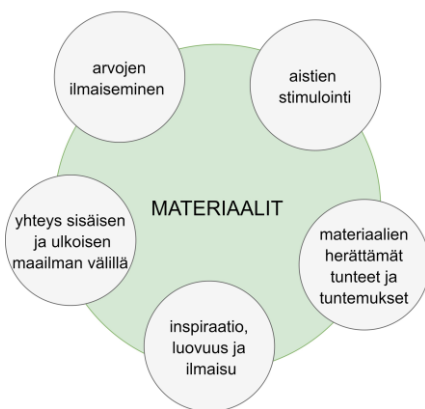 arvojen
ilmaiseminen
aistien
stimulointi
MATERIAALIT
yhteys sisäisen
ja ulkoisen
maailman välillä
materiaalien
herättämät
tunteet ja
tuntemukset
inspiraatio,
luovuus ja
ilmaisu